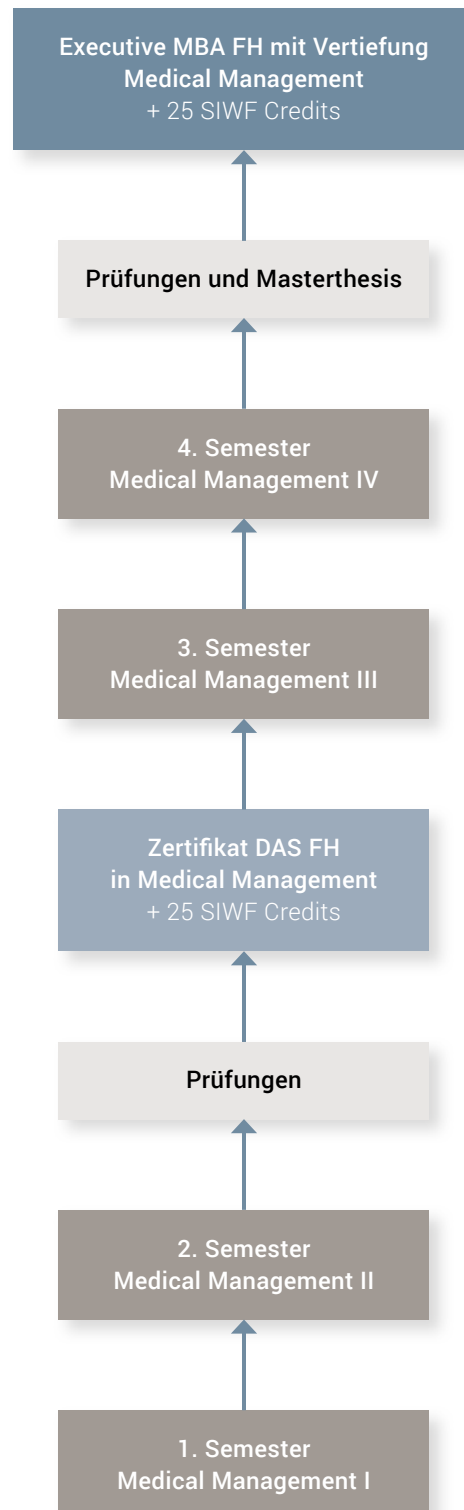 Executive MBA FH mit Vertiefung
Medical Management
+ 25 SIWF Credits
Prüfungen und Masterthesis
4. Semester
Medical Management IV
3. Semester
Medical Management III
Zertifikat DAS FH
in Medical Management
+ 25 SIWF Credits
Prüfungen
2. Semester
Medical Management II
1. Semester
Medical Management I